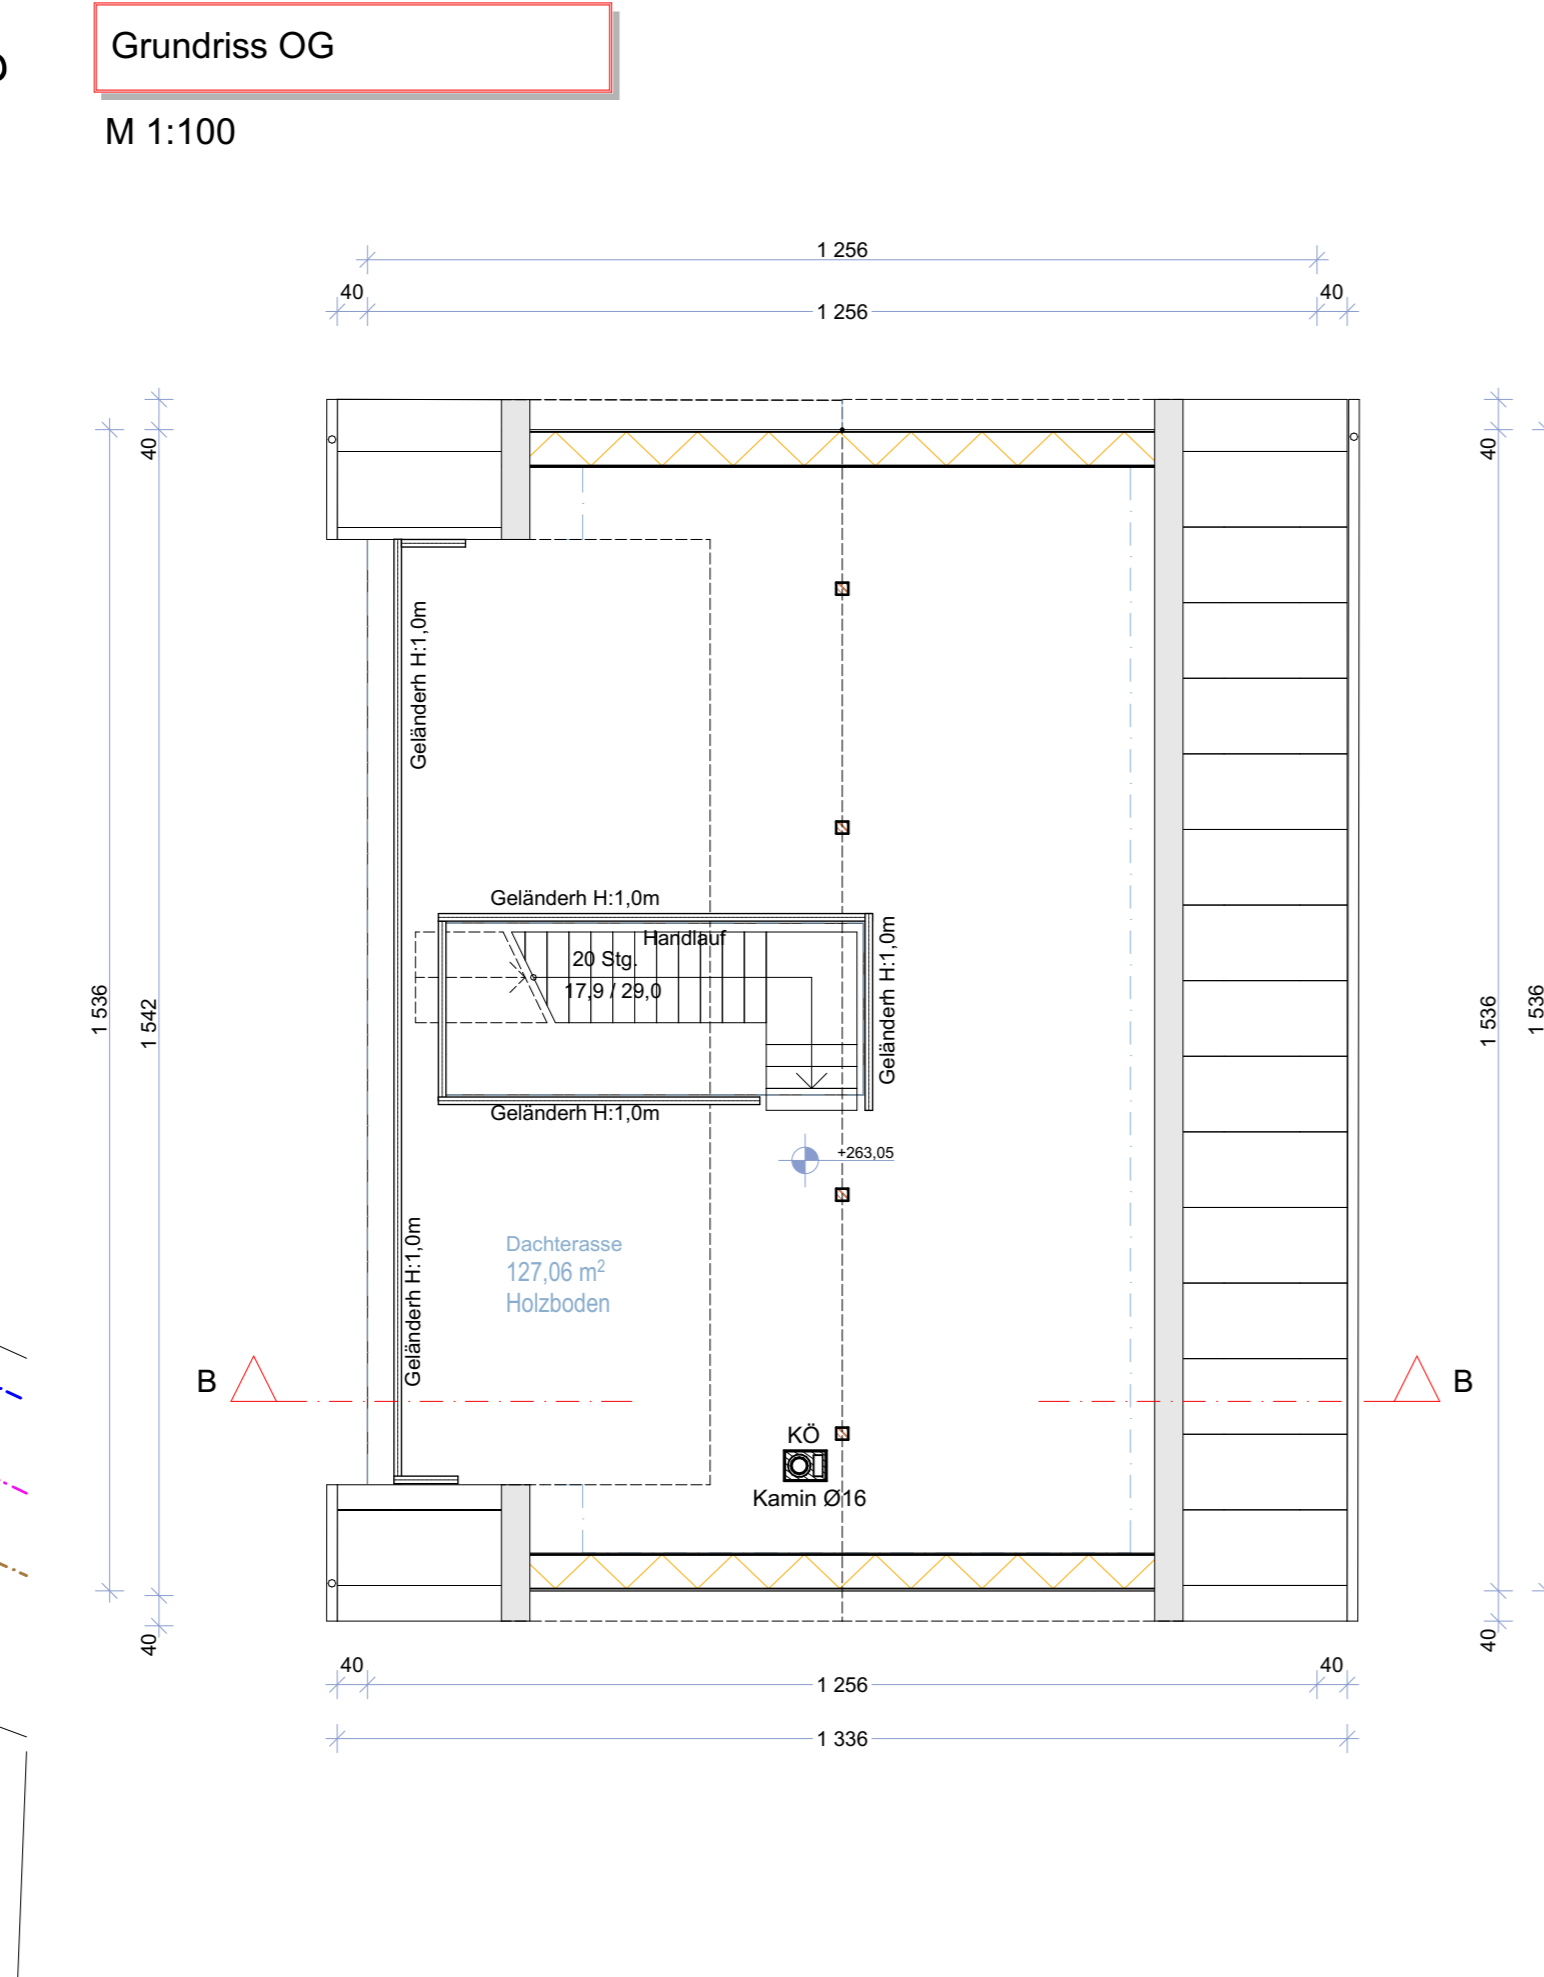 Grundriss OG
M 1:100
1 256
40
1 256
40
40
1 536
1 542
40
40
1 536
1 536
40
Geländerh H:1,0m
Geländerh H:1,0m
Handlauf
20 Stg.
17,9 / 29,0
Geländerh H:1,0m
Geländerh H:1,0m
+263,05
Dachterasse
127,06 m²
Holzboden
Geländerh H:1,0m
B
B
KÖ
Kamin Ø16
40
1 256
40
1 336